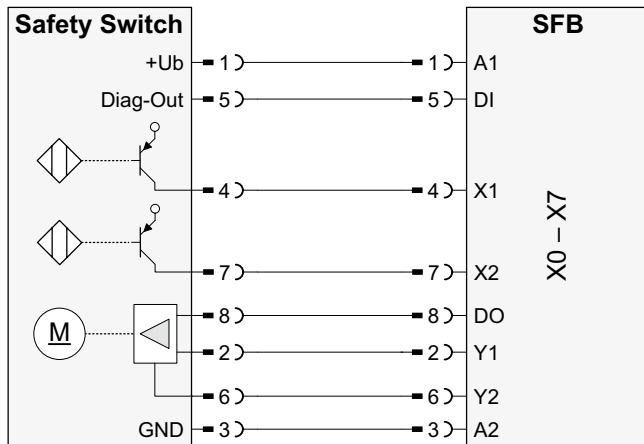 Safety Switch SFB
+Ub 1 1 A1
Diag-Out 5 5 DI
4 4 X1
X0 – X7
7 7 X2
8 8 DO
M
2 2 Y1
6 6 Y2
GND 3 3 A2